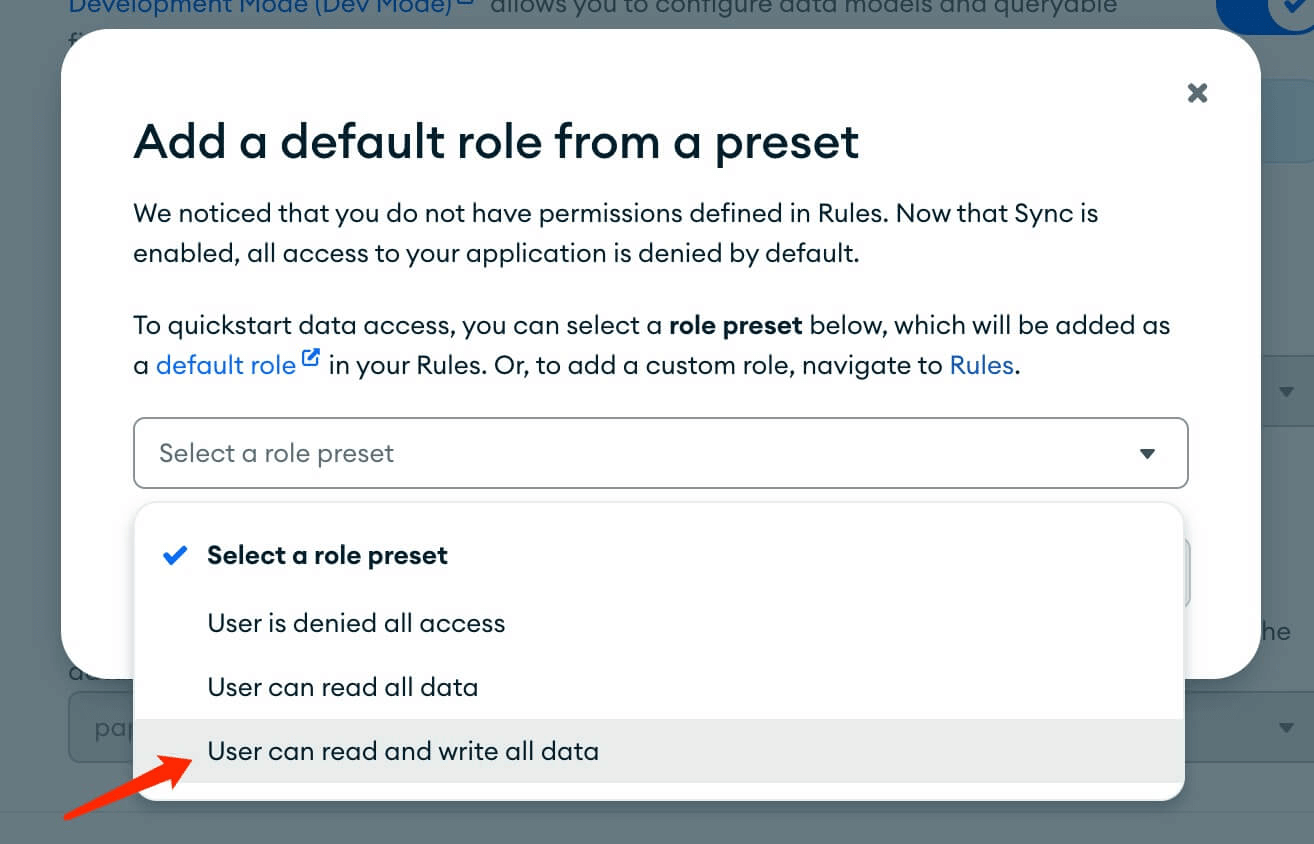 Development Mode (Dev Mode) allows you to configure data models and queryable
Add a default role from a preset
We noticed that you do not have permissions defined in Rules. Now that Sync is
enabled, all access to your application is denied by default.
To quickstart data access, you can select a role preset below, which will be added as
a default role in your Rules. Or, to add a custom role, navigate to Rules.
Select a role preset
Select a role preset
User is denied all access
User can read all data
User can read and write all data